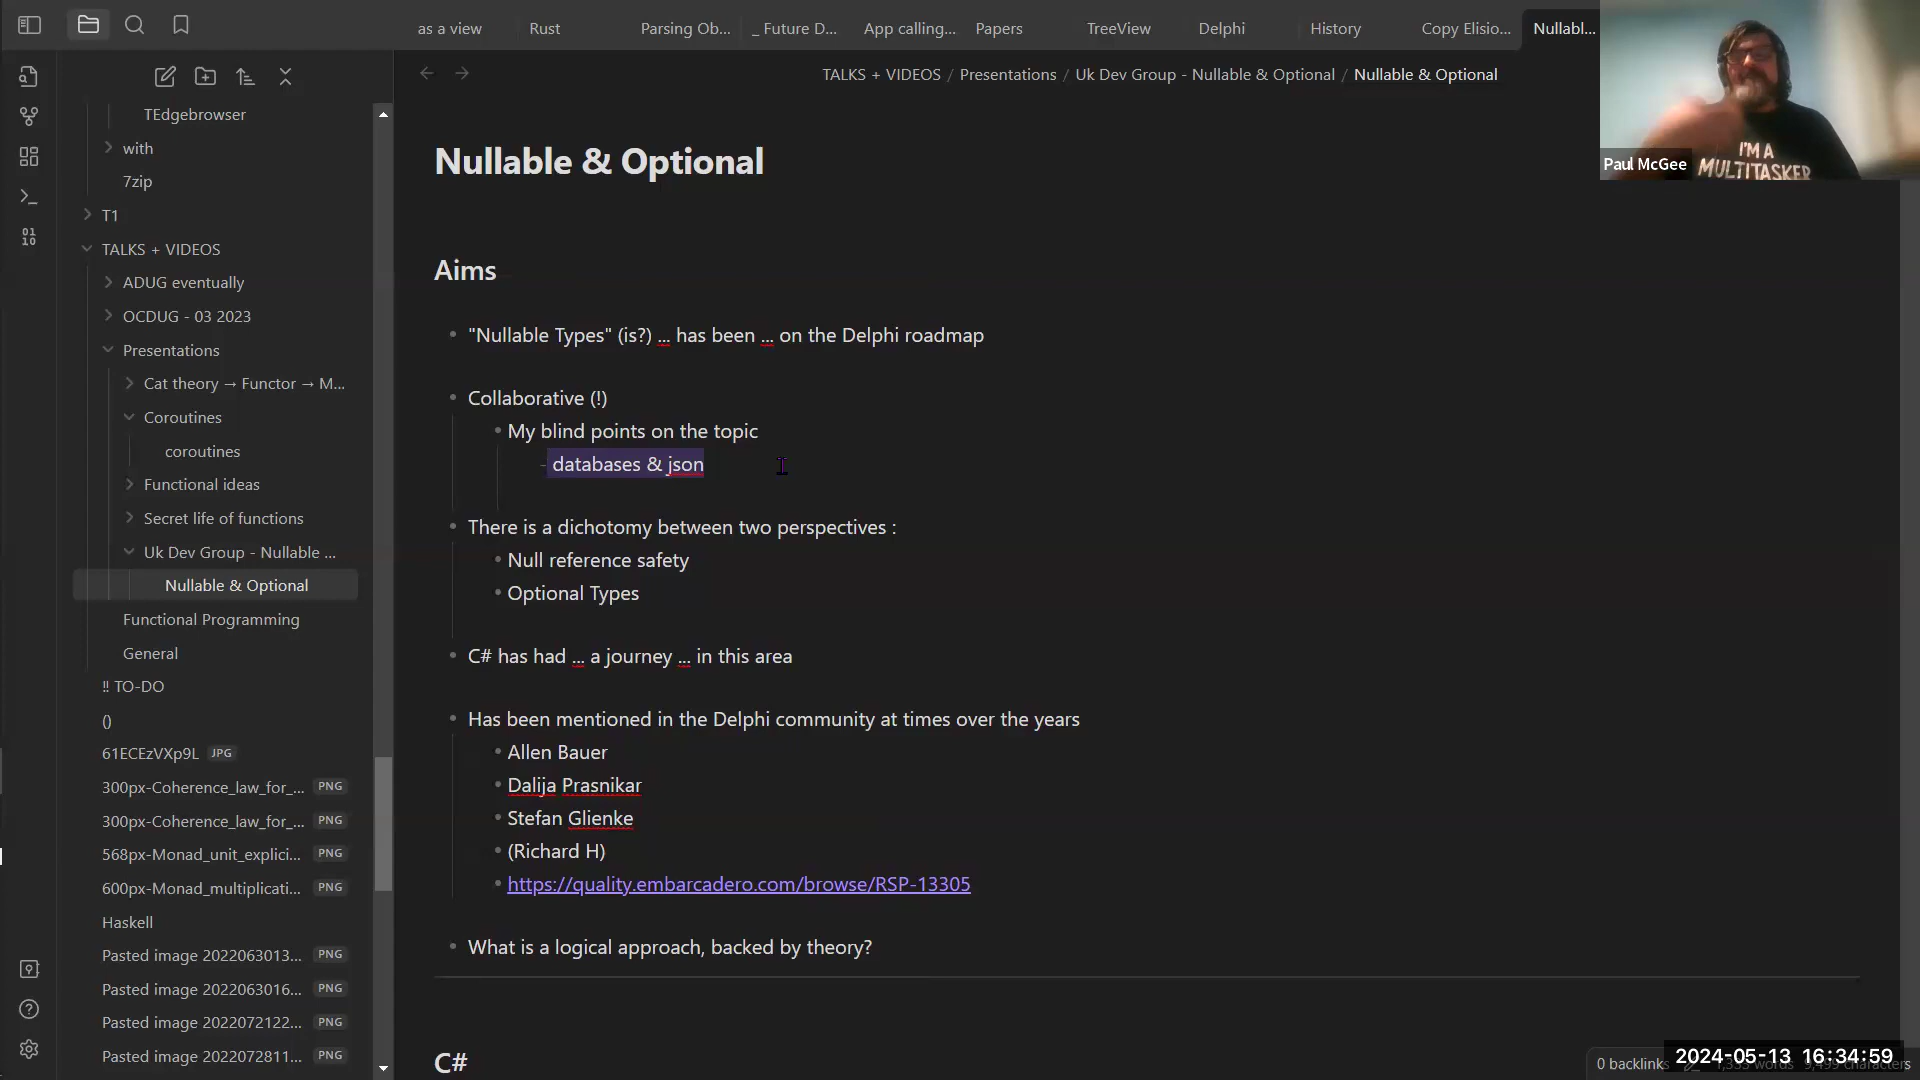 as a view
Rust
Parsing Ob...
_ Future D...
App calling...
Papers
TreeView
Delphi
History
Copy Elisio...
Nullabl...
TALKS + VIDEOS / Presentations / Uk Dev Group - Nullable & Optional / Nullable & Optional
Paul McGee
I'M A
MULTITASKER
TEdgebrowser
with
7zip
T1
TALKS + VIDEOS
ADUG eventually
OCDUG - 03 2023
Presentations
Cat theory → Functor → M...
Coroutines
coroutines
Functional ideas
Secret life of functions
Uk Dev Group - Nullable ...
Nullable & Optional
Functional Programming
General
!! TO-DO
()
61ECEzVXp9L JPG
300px-Coherence_law_for_... PNG
300px-Coherence_law_for_... PNG
568px-Monad_unit_explici... PNG
600px-Monad_multiplicati... PNG
Haskell
Pasted image 2022063013... PNG
Pasted image 2022063016... PNG
Pasted image 2022072122... PNG
Pasted image 2022072811... PNG
Nullable & Optional
Aims
"Nullable Types" (is?) ... has been ... on the Delphi roadmap
Collaborative (!)
My blind points on the topic
- databases & json
There is a dichotomy between two perspectives :
Null reference safety
Optional Types
C# has had ... a journey ... in this area
Has been mentioned in the Delphi community at times over the years
Allen Bauer
Dalija Prasnikar
Stefan Glienke
(Richard H)
https://quality.embarcadero.com/browse/RSP-13305
What is a logical approach, backed by theory?
C#
0 backlinks
2024-05-13 16:34:59